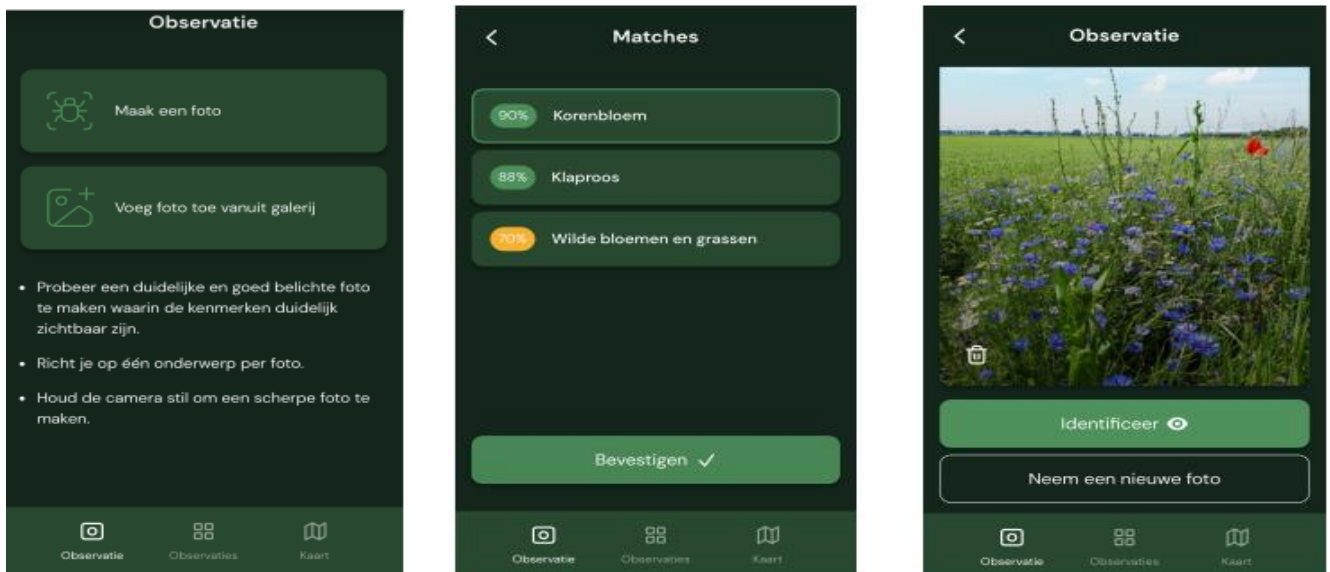 Observatie
Maak een foto
Voeg foto toe vanuit galerij
• Probeer een duidelijke en goed belichte foto
te maken waarin de kenmerken duidelijk
zichtbaar zijn.
• Richt je op één onderwerp per foto.
• Houd de camera stil om een scherpe foto te
maken.
Observatie Observaties Kaart
Matches
90% Korenbloem
88% Klaproos
70% Wilde bloemen en grassen
Bevestigen
Observatie Observaties Kaart
Observatie
Identificeer
Neem een nieuwe foto
Observatie Observaties Kaart